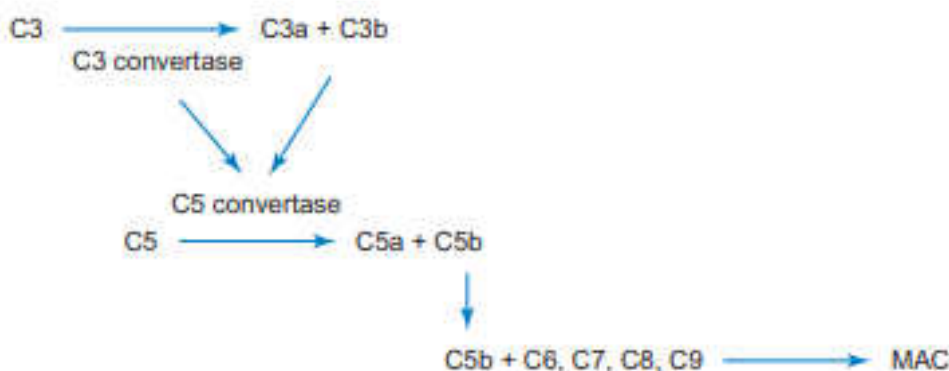 C3 C3a + C3b
C3 convertase
C5 convertase
C5 C5a + C5b
C5b + C6, C7, C8, C9 MAC